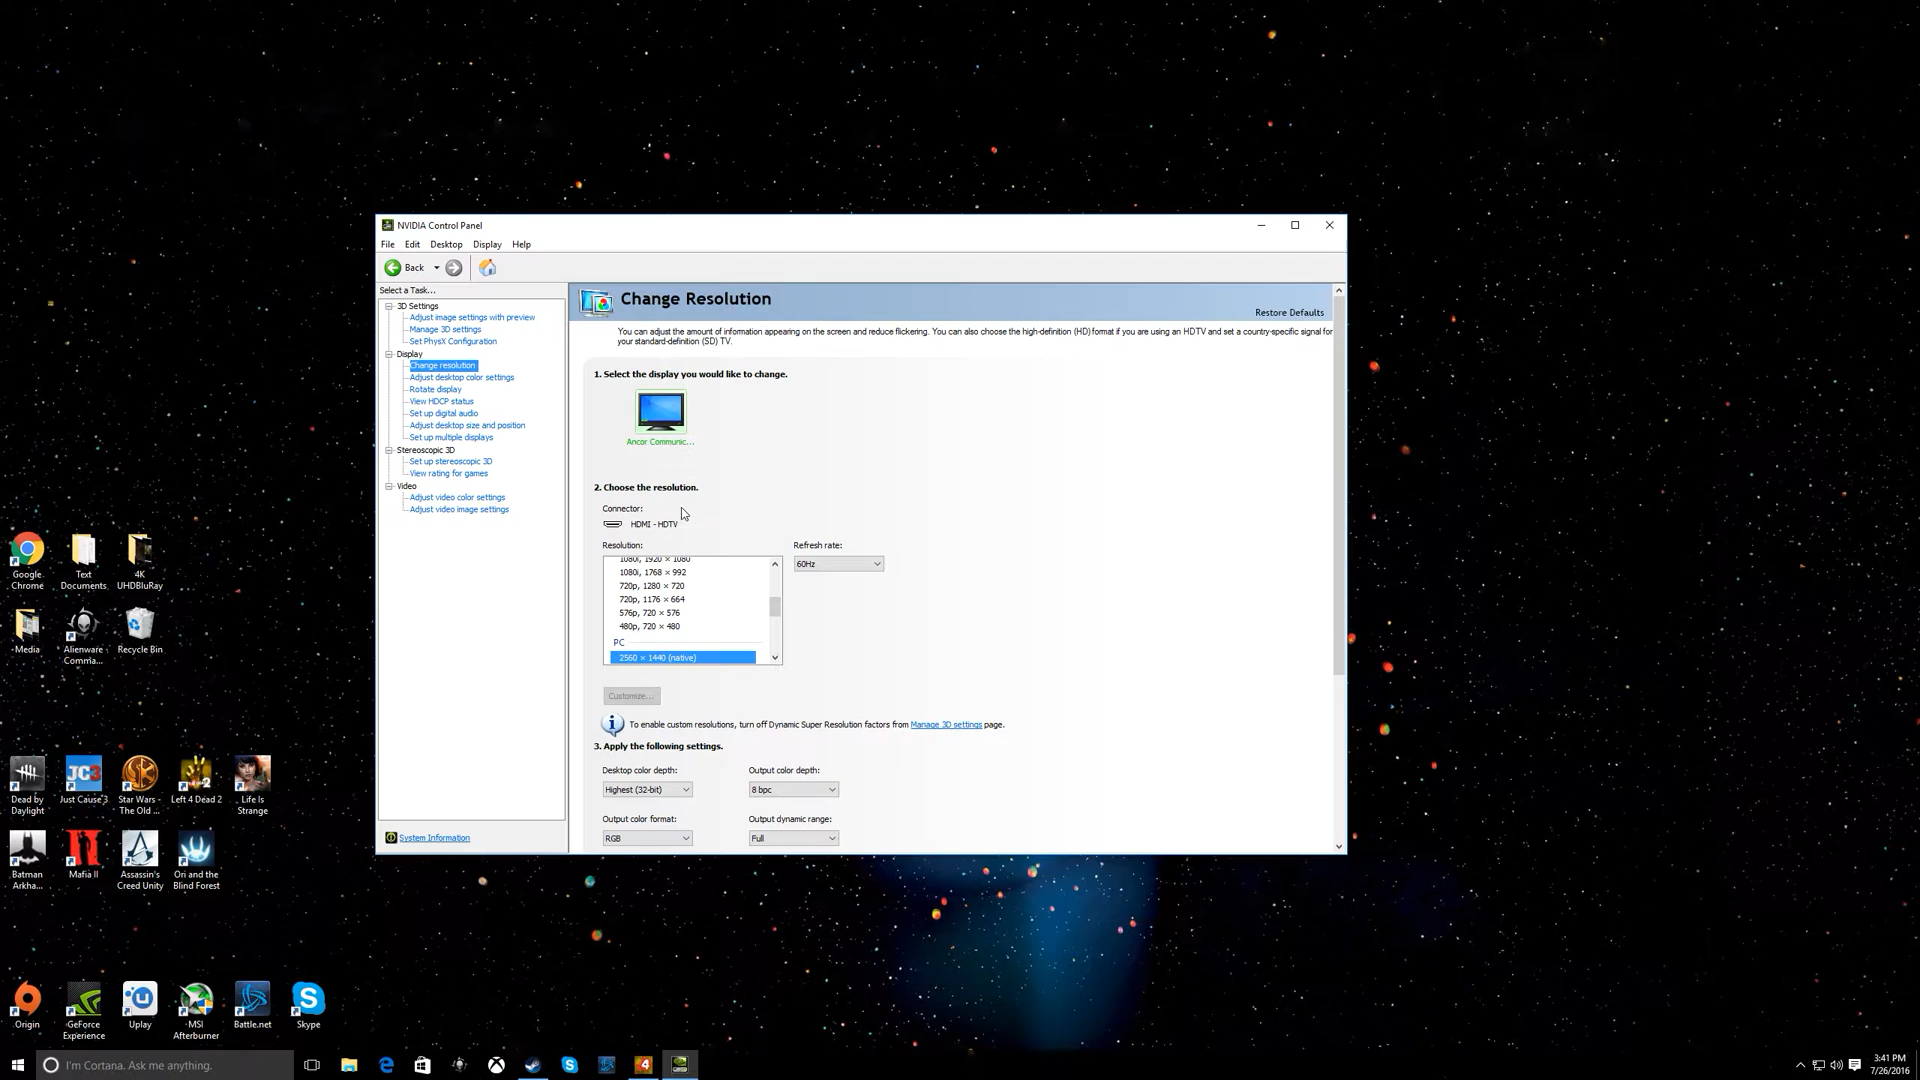 NVIDIA Control Panel
File Edit Desktop Display Help
Back
Select a Task...
3D Settings
Adjust image settings with preview
Manage 3D settings
Set PhysX Configuration
Display
Change resolution
Adjust desktop color settings
Rotate display
View HDCP status
Set up digital audio
Adjust desktop size and position
Set up multiple displays
Stereoscopic 3D
Set up stereoscopic 3D
View rating for games
Video
Adjust video color settings
Adjust video image settings
System Information
Change Resolution
Restore Defaults
You can adjust the amount of information appearing on the screen and reduce flickering. You can also choose the high-definition (HD) format if you are using an HDTV and set a country-specific signal for
your standard-definition (SD) TV.
1. Select the display you would like to change.
Ancor Communic...
2. Choose the resolution.
Connector:
HDMI - HDTV
Resolution: Refresh rate:
1080i, 1920 × 1080
60Hz
1080i, 1768 × 992
720p, 1280 × 720
720p, 1176 × 664
576p, 720 × 576
480p, 720 × 480
PC
2560 × 1440 (native)
Customize...
To enable custom resolutions, turn off Dynamic Super Resolution factors from Manage 3D settings page.
3. Apply the following settings.
Desktop color depth: Output color depth:
Highest (32-bit) 8 bpc
Output color format: Output dynamic range:
RGB Full
Google Chrome
Text Documents
4K UHDBluRay
Media
Alienware Comma...
Recycle Bin
Dead by Daylight
JC3
Just Cause 3
Star Wars - The Old ...
Left 4 Dead 2
Life Is Strange
Batman Arkha...
Mafia II
Assassin's Creed Unity
Ori and the Blind Forest
Origin
GeForce Experience
Uplay
MSI Afterburner
Battle.net
Skype
I'm Cortana. Ask me anything.
4
3:41 PM
7/26/2016